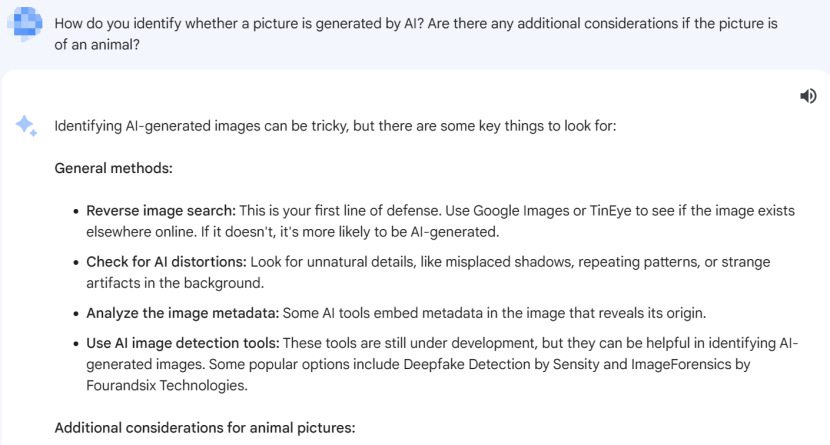 How do you identify whether a picture is generated by AI? Are there any additional considerations if the picture is
of an animal?
Identifying AI-generated images can be tricky, but there are some key things to look for:
General methods:
• Reverse image search: This is your first line of defense. Use Google Images or TinEye to see if the image exists
elsewhere online. If it doesn't, it's more likely to be AI-generated.
• Check for AI distortions: Look for unnatural details, like misplaced shadows, repeating patterns, or strange
artifacts in the background.
• Analyze the image metadata: Some AI tools embed metadata in the image that reveals its origin.
• Use AI image detection tools: These tools are still under development, but they can be helpful in identifying AI-
generated images. Some popular options include Deepfake Detection by Sensity and ImageForensics by
Fourandsix Technologies.
Additional considerations for animal pictures: